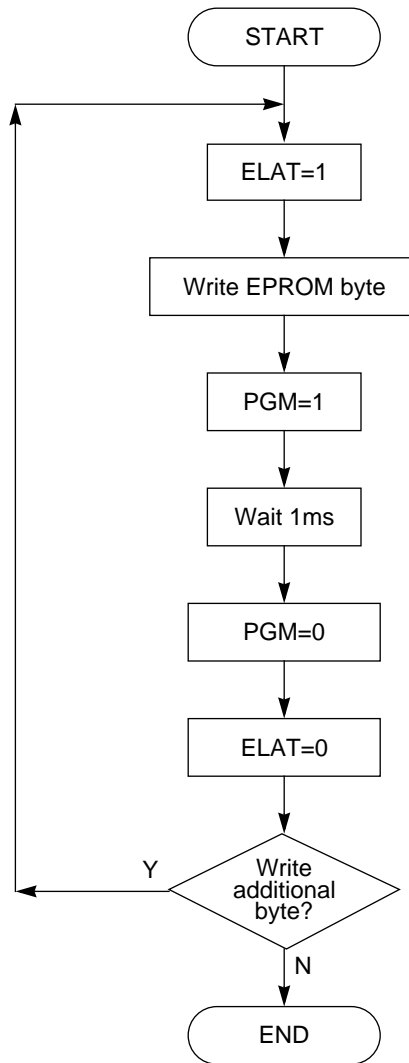 START
ELAT=1
Write EPROM byte
PGM=1
Wait 1ms
PGM=0
ELAT=0
Y
Write
additional
byte?
N
END